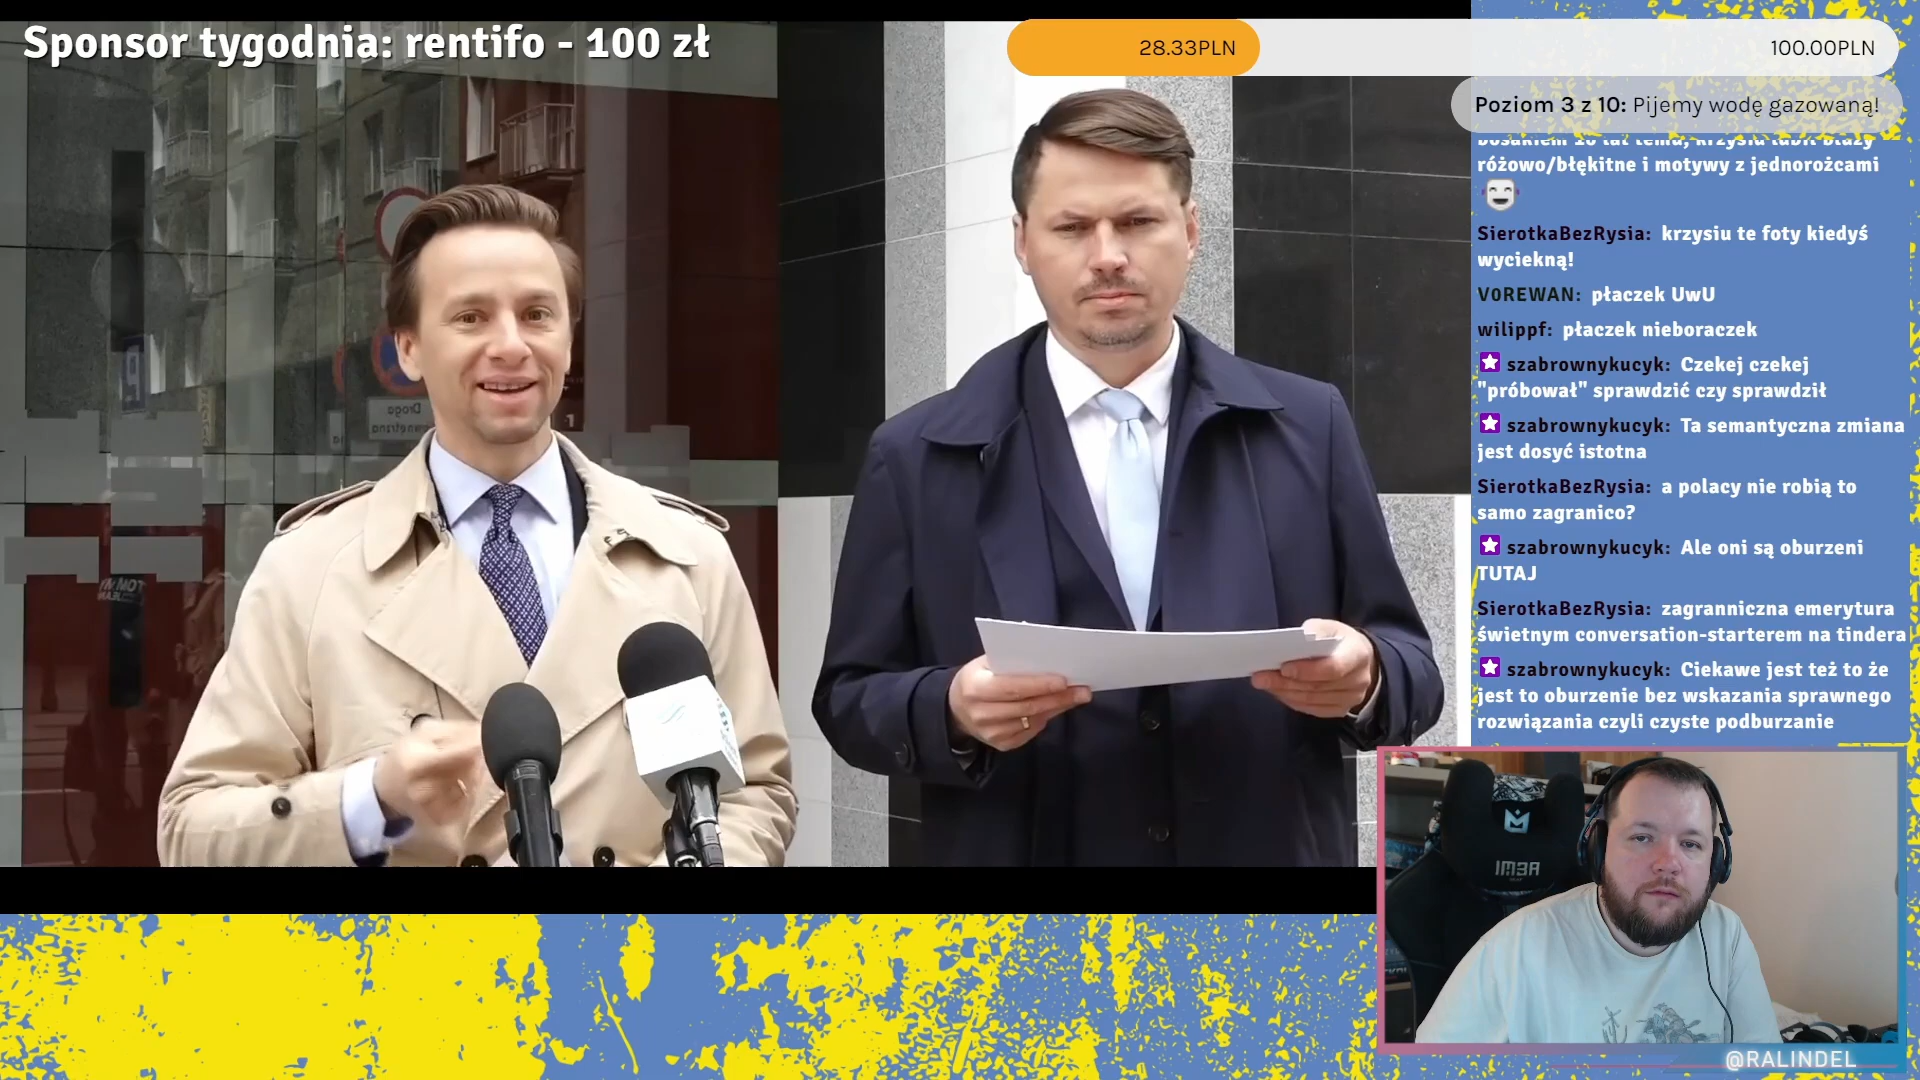 Sponsor tygodnia: rentifo - 100 zł
28.33PLN
100.00PLN
Poziom 3 z 10: Pijemy wodę gazowaną!
różowo/błękitne i motywy z jednorożcami
SierotkaBezRysia: krzysiu te foty kiedyś
wyciekną!
V0REWAN: płaczek UwU
wilippf: płaczek nieboraczek
szabrownykucyk: Czekej czekej
"próbował" sprawdzić czy sprawdził
szabrownykucyk: Ta semantyczna zmiana
jest dosyć istotna
SierotkaBezRysia: a polacy nie robią to
samo zagranico?
szabrownykucyk: Ale oni są oburzeni
TUTAJ
SierotkaBezRysia: zagranniczna emerytura
świetnym conversation-starterem na tindera
szabrownykucyk: Ciekawe jest też to że
jest to oburzenie bez wskazania sprawnego
rozwiązania czyli czyste podburzanie
Droga
@RALINDEL